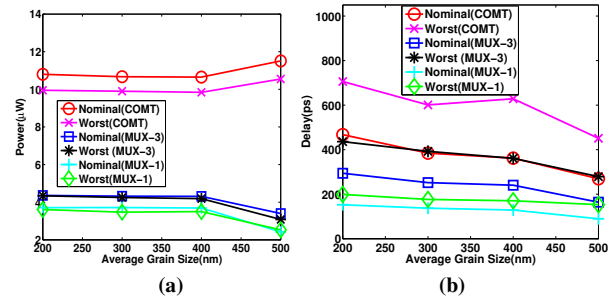 14
12
10
8
6
4
2
Power(μW)
Nominal(COMT)
Worst(COMT)
Nominal(MUX-3)
Worst (MUX-3)
Nominal(MUX-1)
Worst(MUX-1)
200 250 300 350 400 450 500
Average Grain Size(nm)
(a)
1000
800
600
400
200
0
Delay(ps)
Nominal(COMT)
Worst(COMT)
Nominal(MUX-3)
Worst (MUX-3)
Nominal(MUX-1)
Worst(MUX-1)
200 250 300 350 400 450 500
Average Grain Size(nm)
(b)